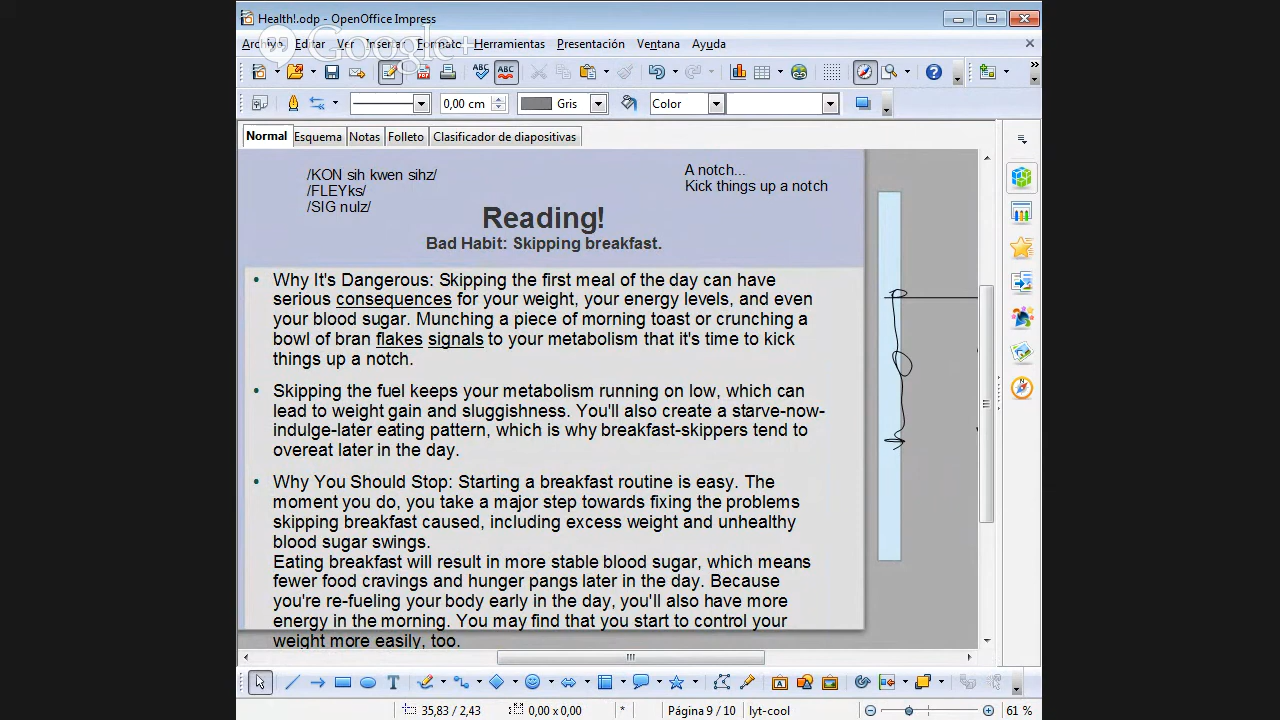 Health!.odp - OpenOffice Impress
Archivo Editar Ver Insertar Formato Herramientas Presentación Ventana Ayuda
Google+
0,00 cm Gris Color
Normal Esquema Notas Folleto Clasificador de diapositivas
/KON sih kwen sihz/
/FLEYks/
/SIG nulz/
A notch...
Kick things up a notch
Reading!
Bad Habit: Skipping breakfast.
• Why It's Dangerous: Skipping the first meal of the day can have
serious consequences for your weight, your energy levels, and even
your blood sugar. Munching a piece of morning toast or crunching a
bowl of bran flakes signals to your metabolism that it's time to kick
things up a notch.
• Skipping the fuel keeps your metabolism running on low, which can
lead to weight gain and sluggishness. You'll also create a starve-now-
indulge-later eating pattern, which is why breakfast-skippers tend to
overeat later in the day.
• Why You Should Stop: Starting a breakfast routine is easy. The
moment you do, you take a major step towards fixing the problems
skipping breakfast caused, including excess weight and unhealthy
blood sugar swings.
Eating breakfast will result in more stable blood sugar, which means
fewer food cravings and hunger pangs later in the day. Because
you're re-fueling your body early in the day, you'll also have more
energy in the morning. You may find that you start to control your
weight more easily, too.
35,83 / 2,43 0,00 x 0,00 * Página 9 / 10 lyt-cool 61 %